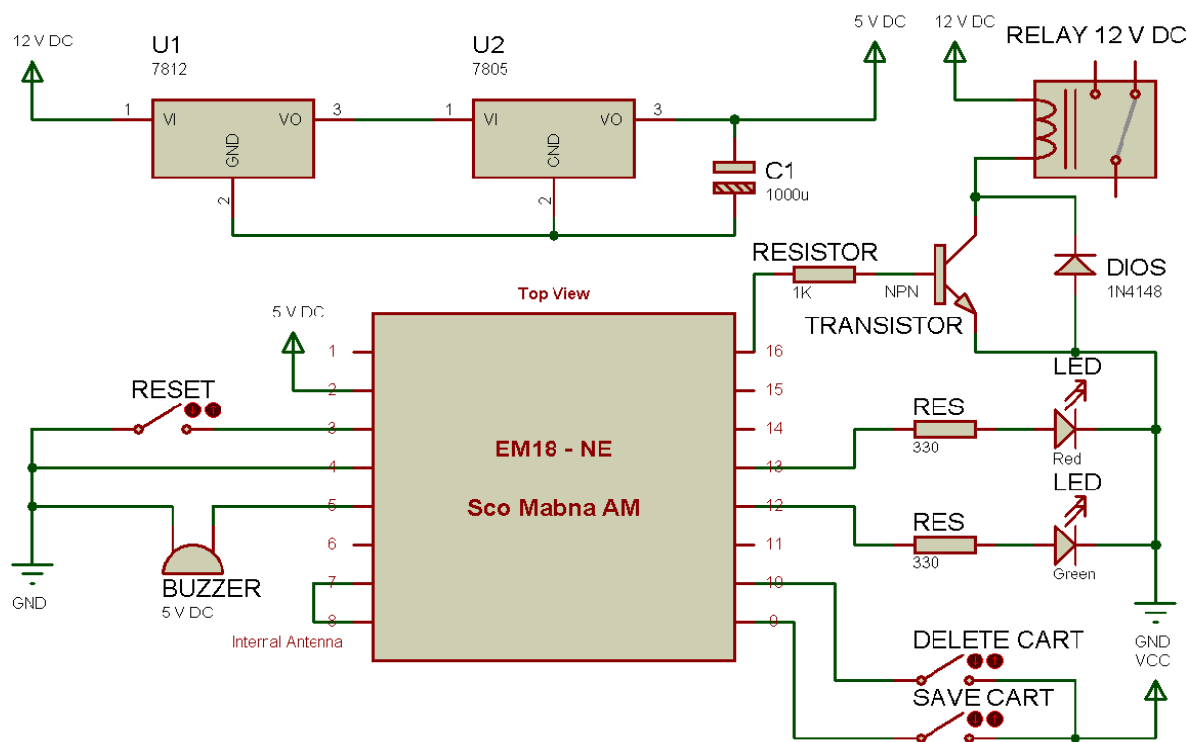 12 V DC
U1
7812
1
VI
VO
GND
2
3
U2
7805
1
VI
VO
CND
2
3
5 V DC
C1
1000u
12 V DC
RELAY 12 V DC
RESISTOR
1K
NPN
TRANSISTOR
DIOS
1N4148
Top View
5 V DC
EM18 - NE
Sco Mabna AM
1
2
3
4
5
6
7
8
16
15
14
13
12
11
10
9
RESET
GND
BUZZER
5 V DC
Interral Antenna
LED
RES
330
Red
LED
RES
330
Green
GND
DELETE CART
SAVE CART
VCC